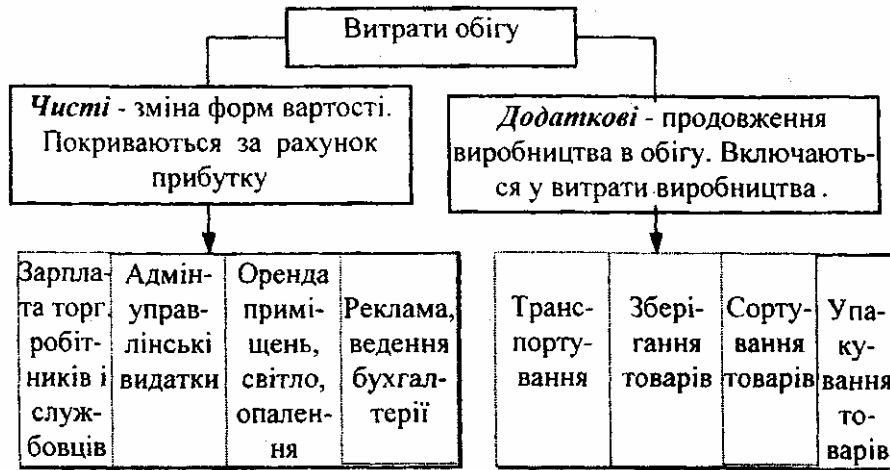 Витрати обігу
Чисті - зміна форм вартості.
Покриваються за рахунок
прибутку
Додаткові - продовження
виробництва в обігу. Включають-
ся у витрати виробництва .
Зарпла-
та торг.
робіт-
ників і
служ-
бовців
Адмін-
управ-
лінські
видатки
Оренда
примі-
щень,
світло,
опален-
ня
Реклама,
ведення
бухгал-
терії
Транс-
порту-
вання
Збері-
гання
товарів
Сорту-
вання
товарів
Упа-
ку-
вання
то-
варів